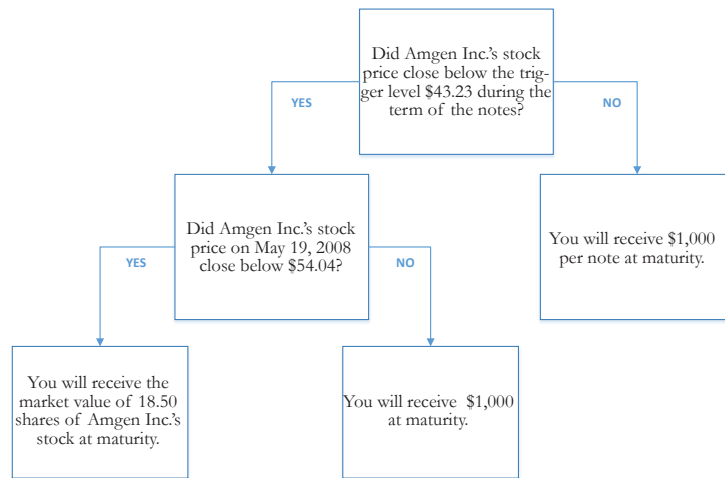 Did Amgen Inc.'s stock
price close below the trig-
ger level $43.23 during the
term of the notes?
YES
NO
Did Amgen Inc.'s stock
price on May 19, 2008
close below $54.04?
You will receive $1,000
per note at maturity.
YES
NO
You will receive the
market value of 18.50
shares of Amgen Inc.'s
stock at maturity.
You will receive $1,000
at maturity.